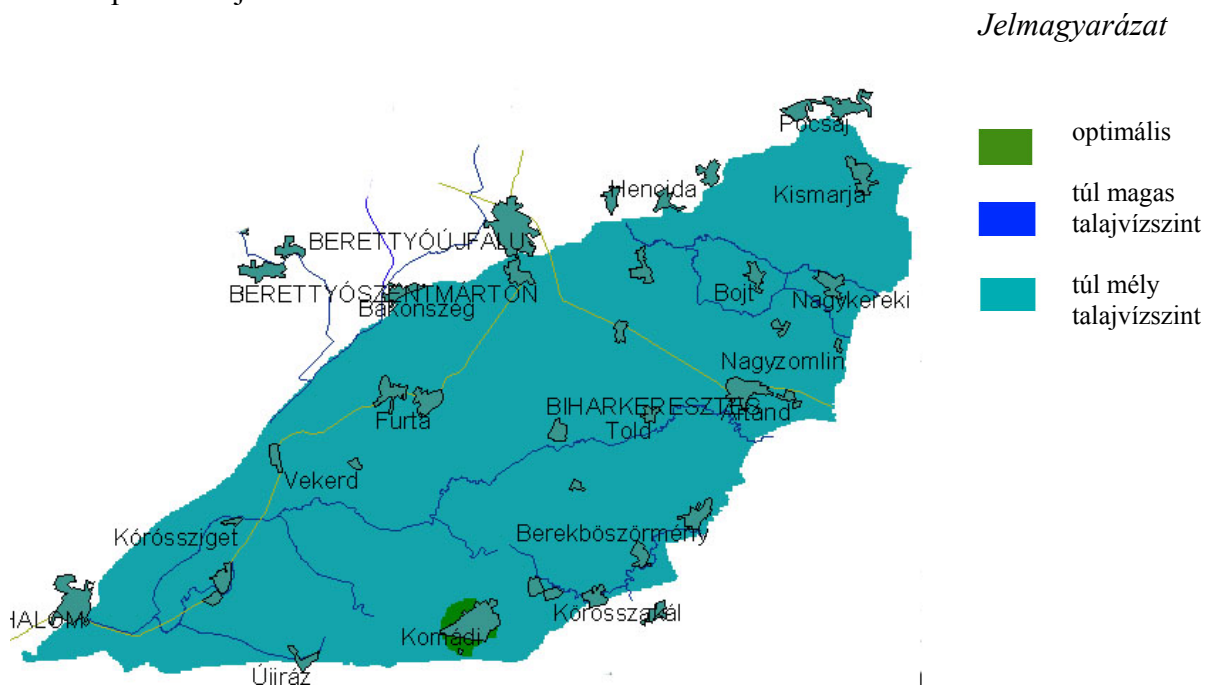 Jelmagyarázat
optimális
túl magas
talajvízszint
túl mély
talajvízszint
Pocsaj
Hencida
Kismarja
BERETTYÓÚJFALU
BERETTYÓSZENTMÁRTON
Bakonszeg
Bojt
Nagykereki
Nagyzomlin
BIHARKERESZTES
Ártánd
Told
Furta
Vekerd
Kórössziget
Berekböszörmény
HALOM
Komádi
Körösszakál
Újiráz